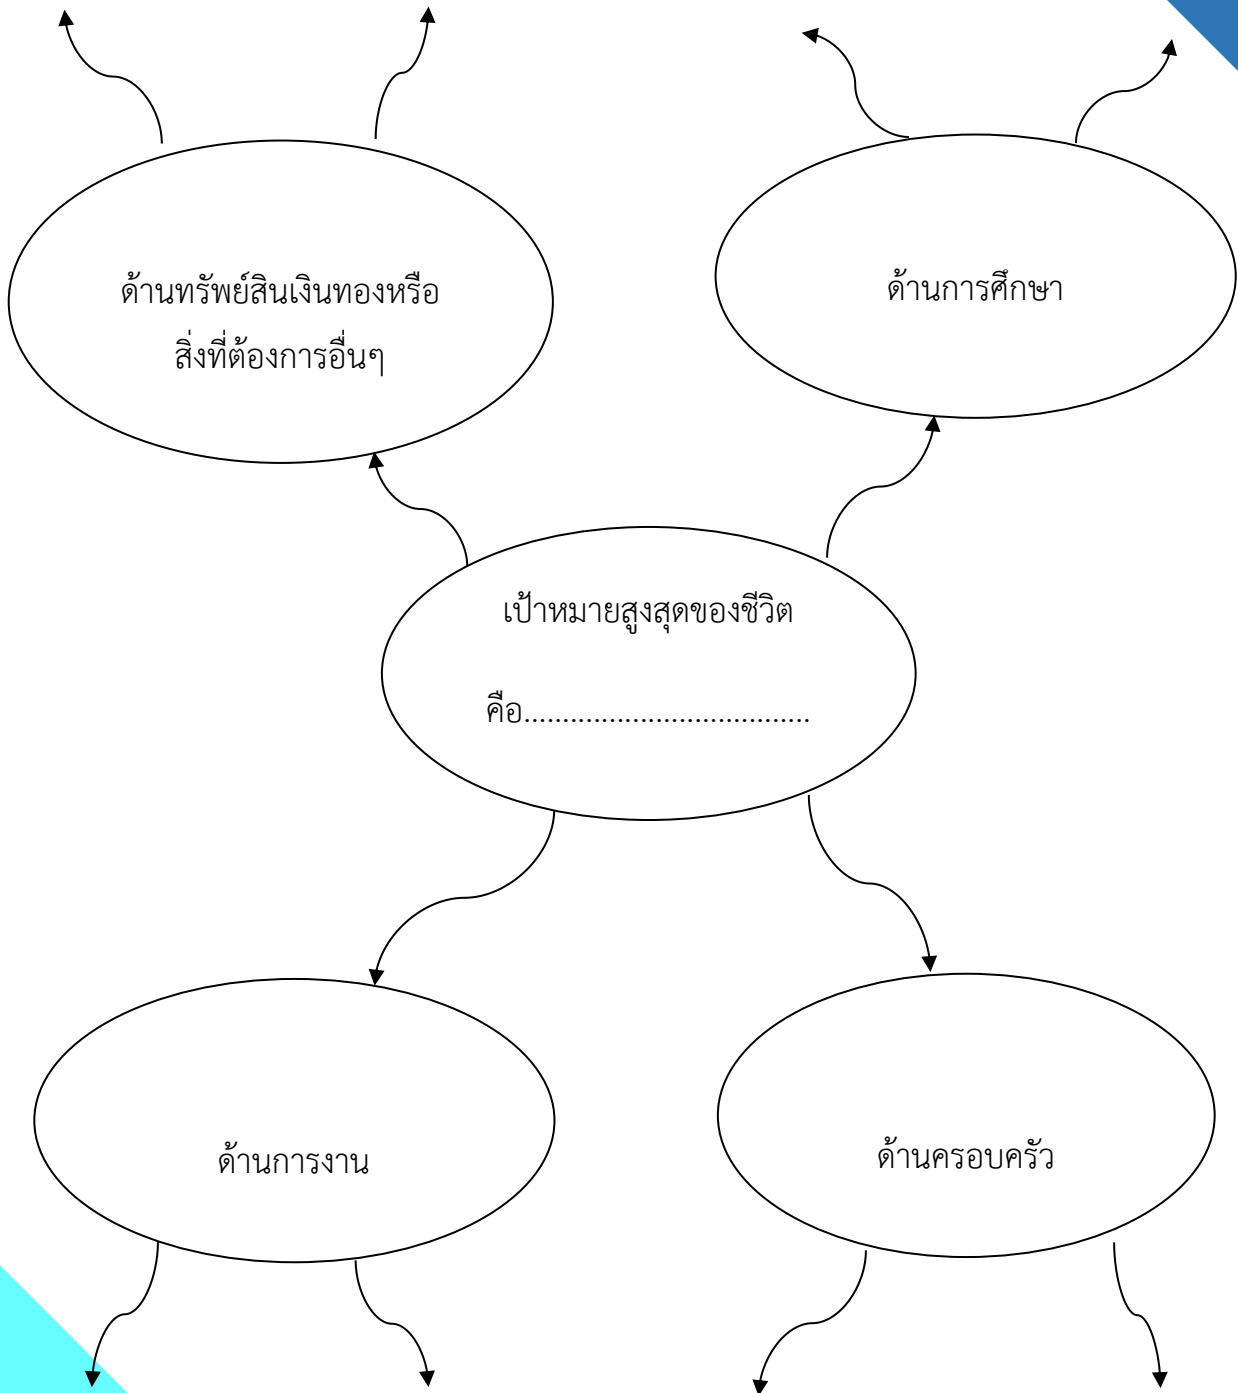 ด้านทรัพย์สินเงินทองหรือ
สิ่งที่ต้องการอื่นๆ
ด้านการศึกษา
เป้าหมายสูงสุดของชีวิต
คือ.................................
ด้านการงาน
ด้านครอบครัว